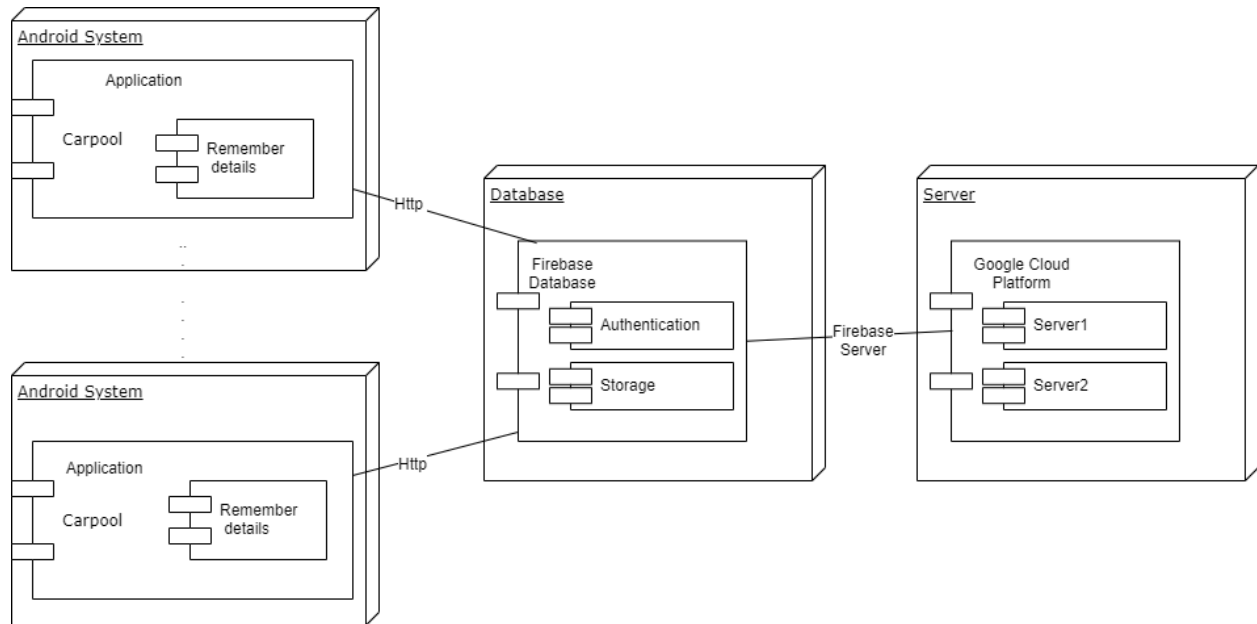 Android System
Application
Carpool
Remember
details
Http
Android System
Application
Carpool
Remember
details
Http
Database
Firebase
Database
Authentication
Storage
Firebase
Server
Server
Google Cloud
Platform
Server1
Server2